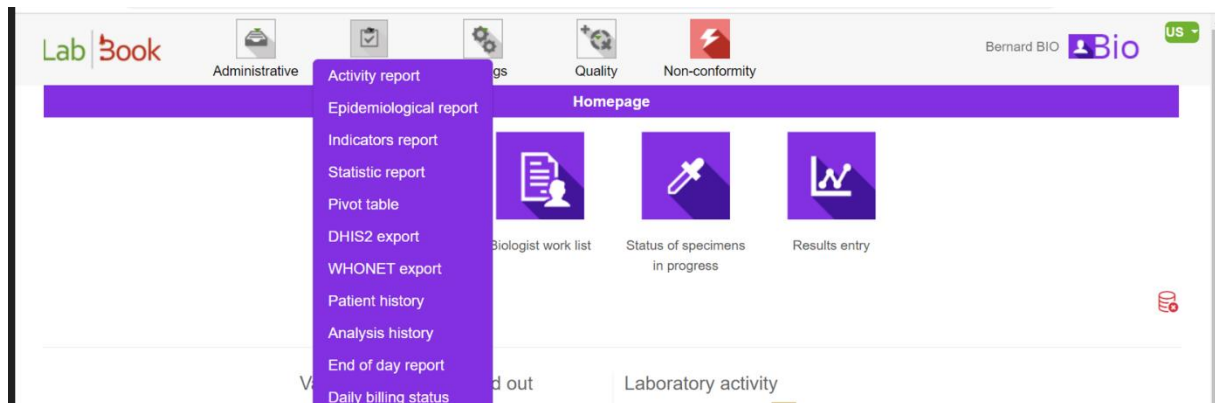 Lab Book
Administrative
gs
Quality
Non-conformity
Bernard BIO
Bio
US
Activity report
Epidemiological report
Indicators report
Statistic report
Pivot table
DHIS2 export
WHONET export
Patient history
Analysis history
End of day report
Daily billing status
Homepage
Biologist work list
Status of specimens
in progress
Results entry
d out
Laboratory activity